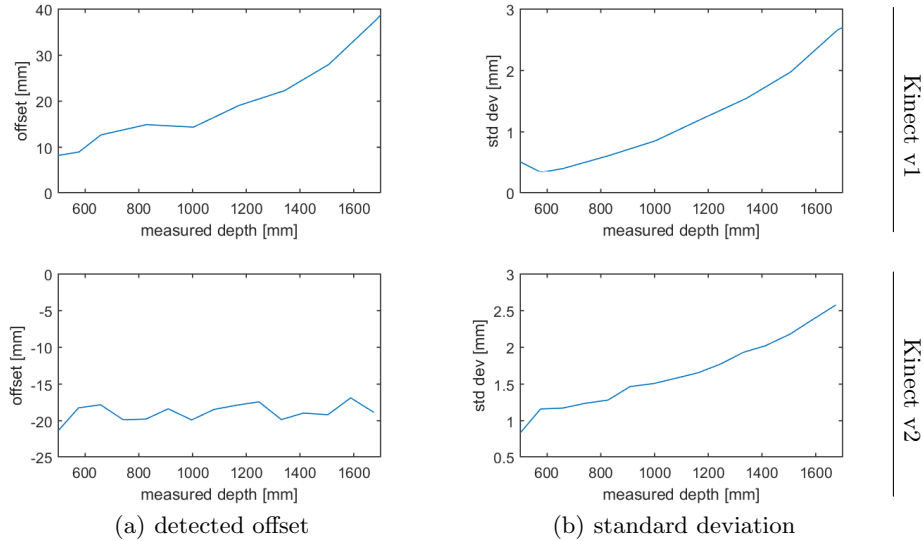 40
30
20
10
0
offset [mm]
600 800 1000 1200 1400 1600
measured depth [mm]
3
2
1
0
std dev [mm]
600 800 1000 1200 1400 1600
measured depth [mm]
Kinect v1
0
-5
-10
-15
-20
-25
offset [mm]
600 800 1000 1200 1400 1600
measured depth [mm]
3
2.5
2
1.5
1
0.5
std dev [mm]
600 800 1000 1200 1400 1600
measured depth [mm]
Kinect v2
(a) detected offset
(b) standard deviation